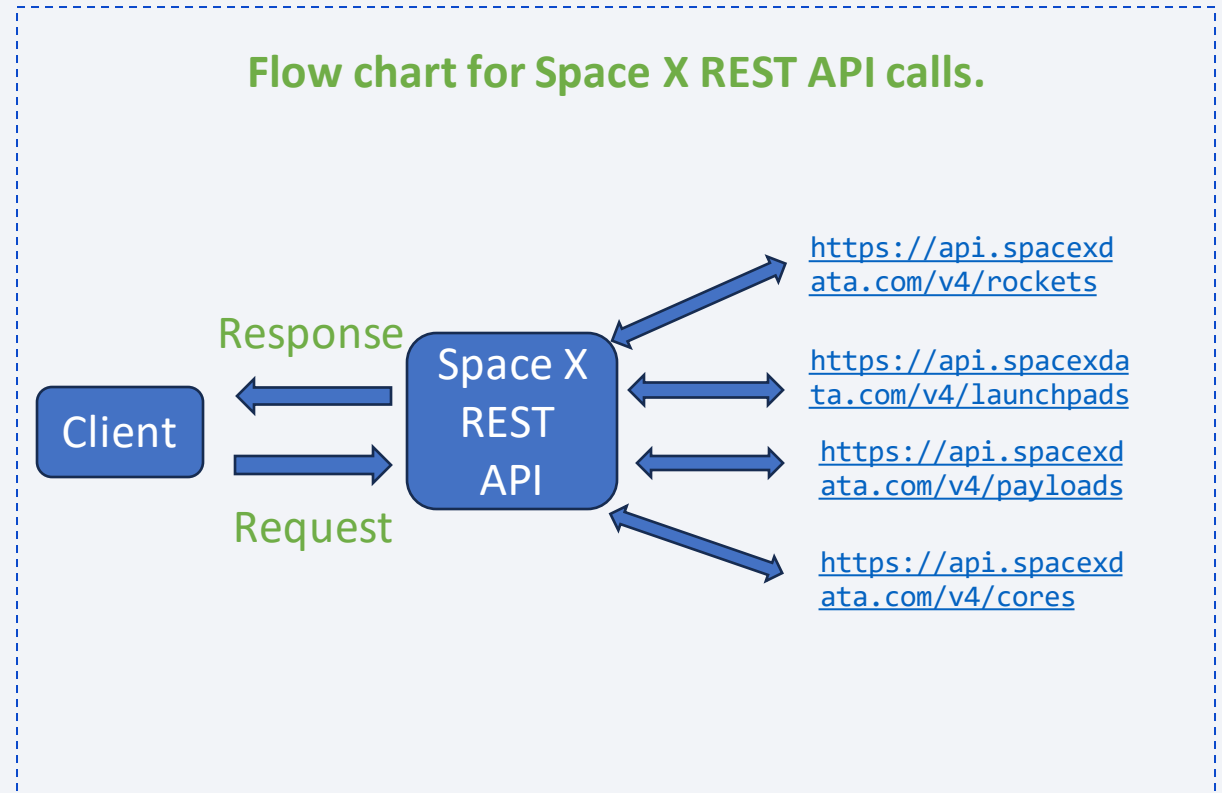 Flow chart for Space X REST API calls.
Response
Client
Request
Space X
REST
API
https://api.spacexd
ata.com/v4/rockets
https://api.spacexda
ta.com/v4/launchpads
https://api.spacexd
ata.com/v4/payloads
https://api.spacexd
ata.com/v4/cores